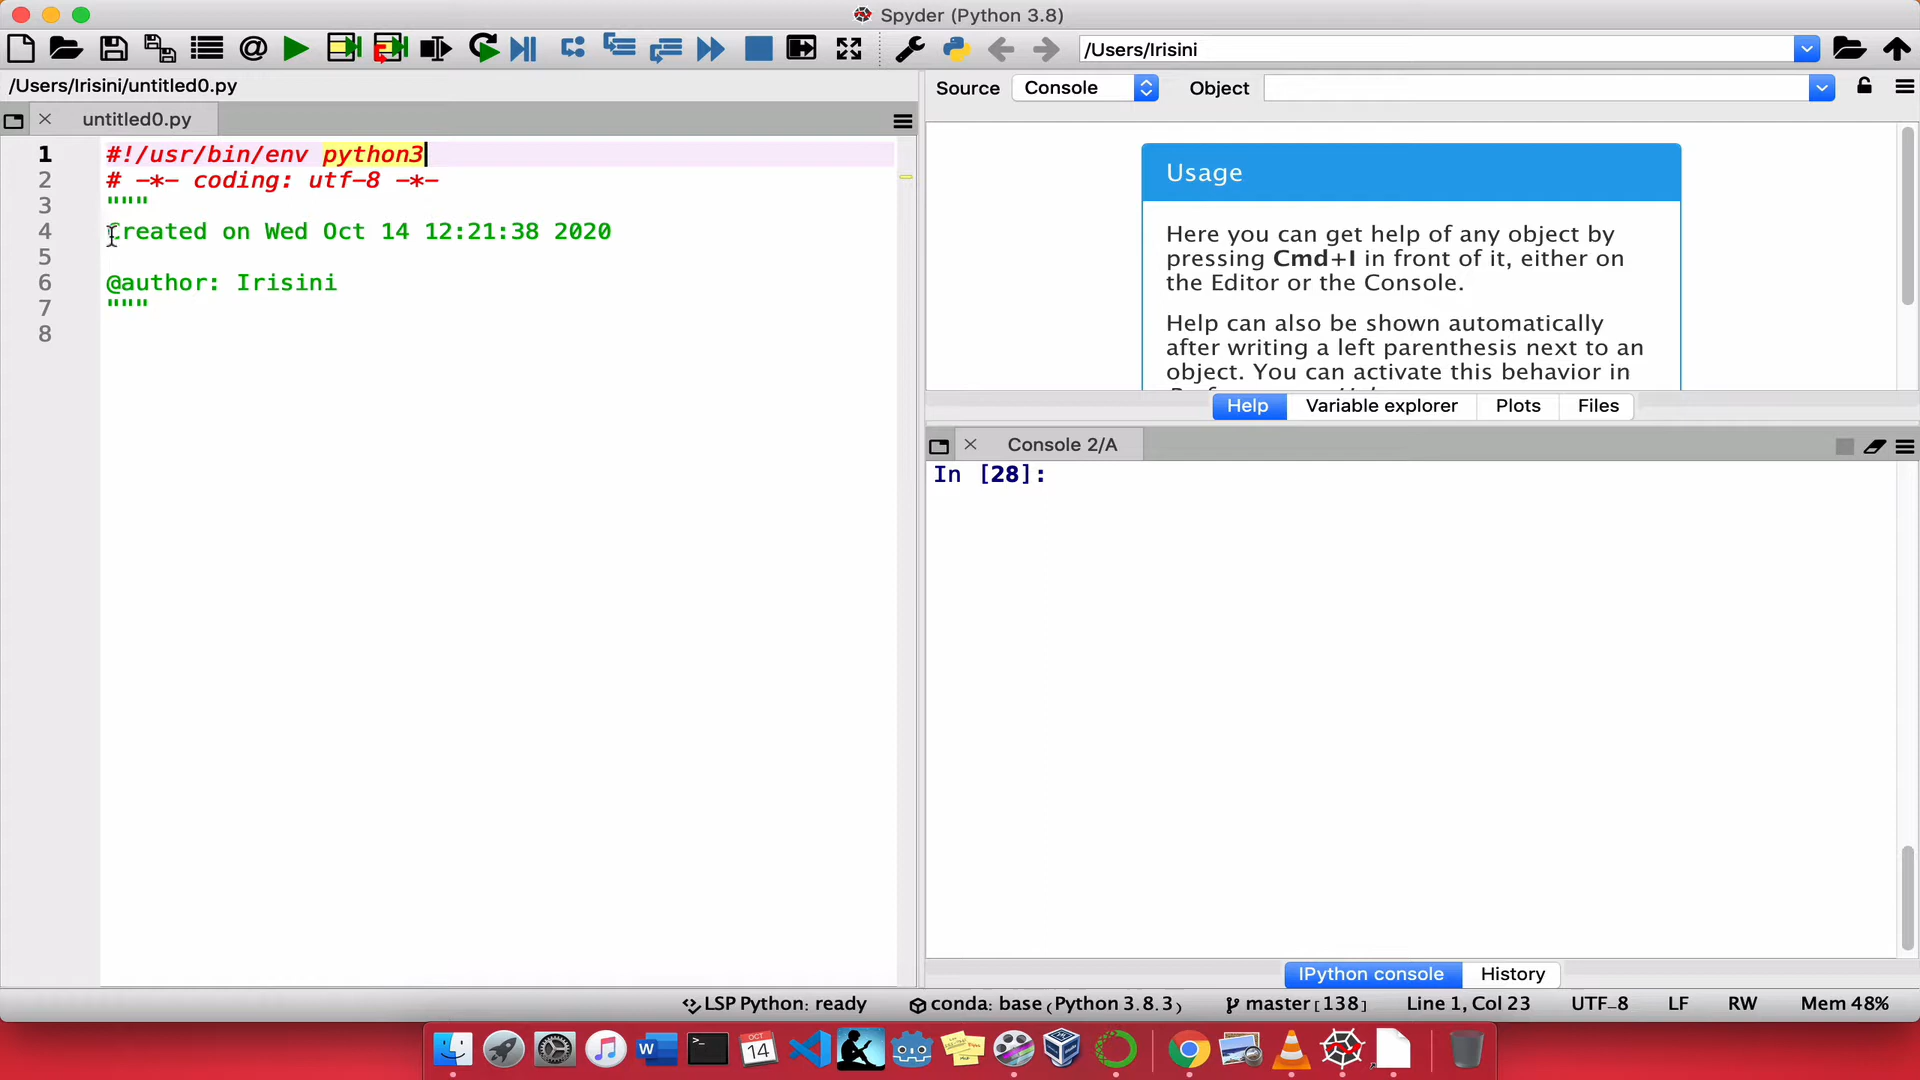 Spyder (Python 3.8)
/Users/Irisini
/Users/Irisini/untitled0.py
Source Console Object
untitled0.py
1 #!/usr/bin/env python3
2 # -*- coding: utf-8 -*-
3 """
4 Created on Wed Oct 14 12:21:38 2020
5
6 @author: Irisini
7 """
8
Usage
Here you can get help of any object by
pressing Cmd+I in front of it, either on
the Editor or the Console.
Help can also be shown automatically
after writing a left parenthesis next to an
object. You can activate this behavior in
Help Variable explorer Plots Files
Console 2/A
In [28]:
IPython console History
LSP Python: ready conda: base (Python 3.8.3) master [138] Line 1, Col 23 UTF-8 LF RW Mem 48%
OCT
14